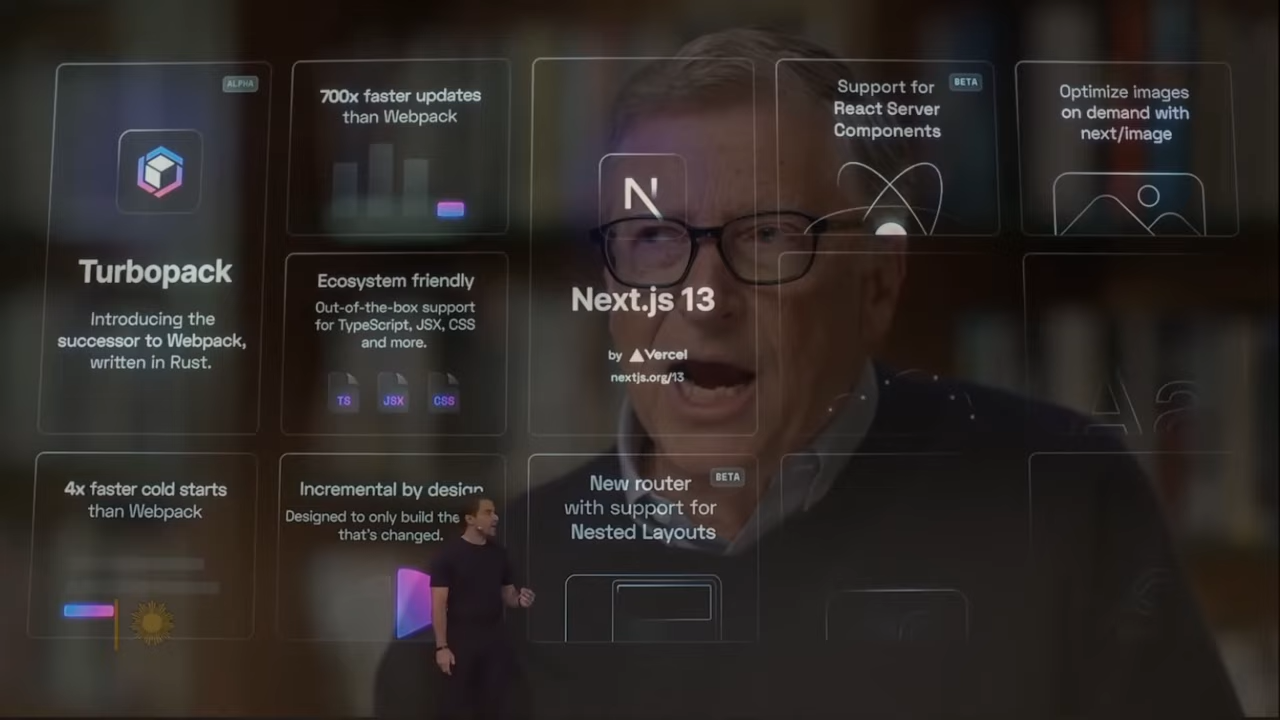 ALPHA
Turbopack
Introducing the
successor to Webpack,
written in Rust.
700x faster updates
than Webpack
Ecosystem friendly
Out-of-the-box support
for TypeScript, JSX, CSS
and more.
TS
JSX
CSS
N
Next.js 13
by Vercel
nextjs.org/13
Support for
React Server
Components
BETA
Optimize images
on demand with
next/image
4x faster cold starts
than Webpack
Incremental by design
Designed to only build the
that's changed.
New router
with support for
Nested Layouts
BETA